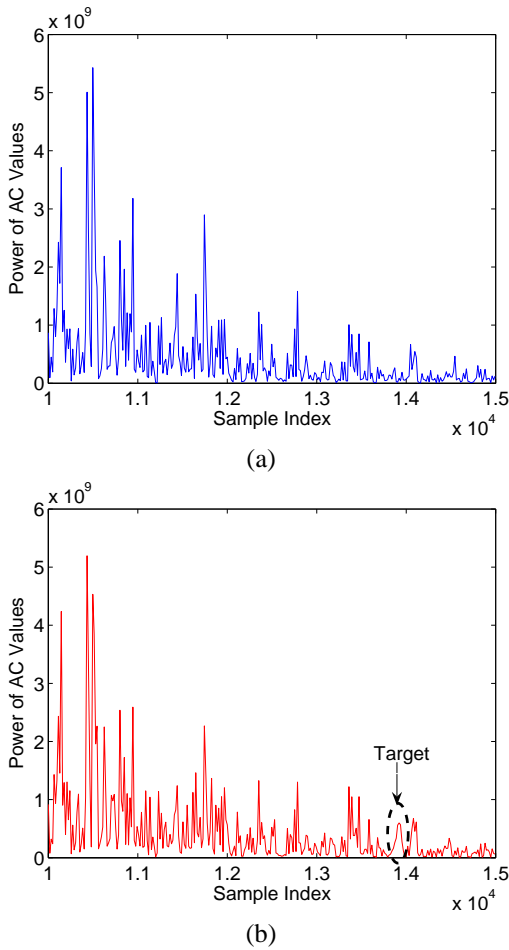 x 10^9
6
5
4
3
2
1
0
Power of AC Values
1 1.1 1.2 1.3 1.4 1.5
Sample Index
x 10^4
(a)
x 10^9
6
5
4
3
2
1
0
Power of AC Values
Target
1 1.1 1.2 1.3 1.4 1.5
Sample Index
x 10^4
(b)